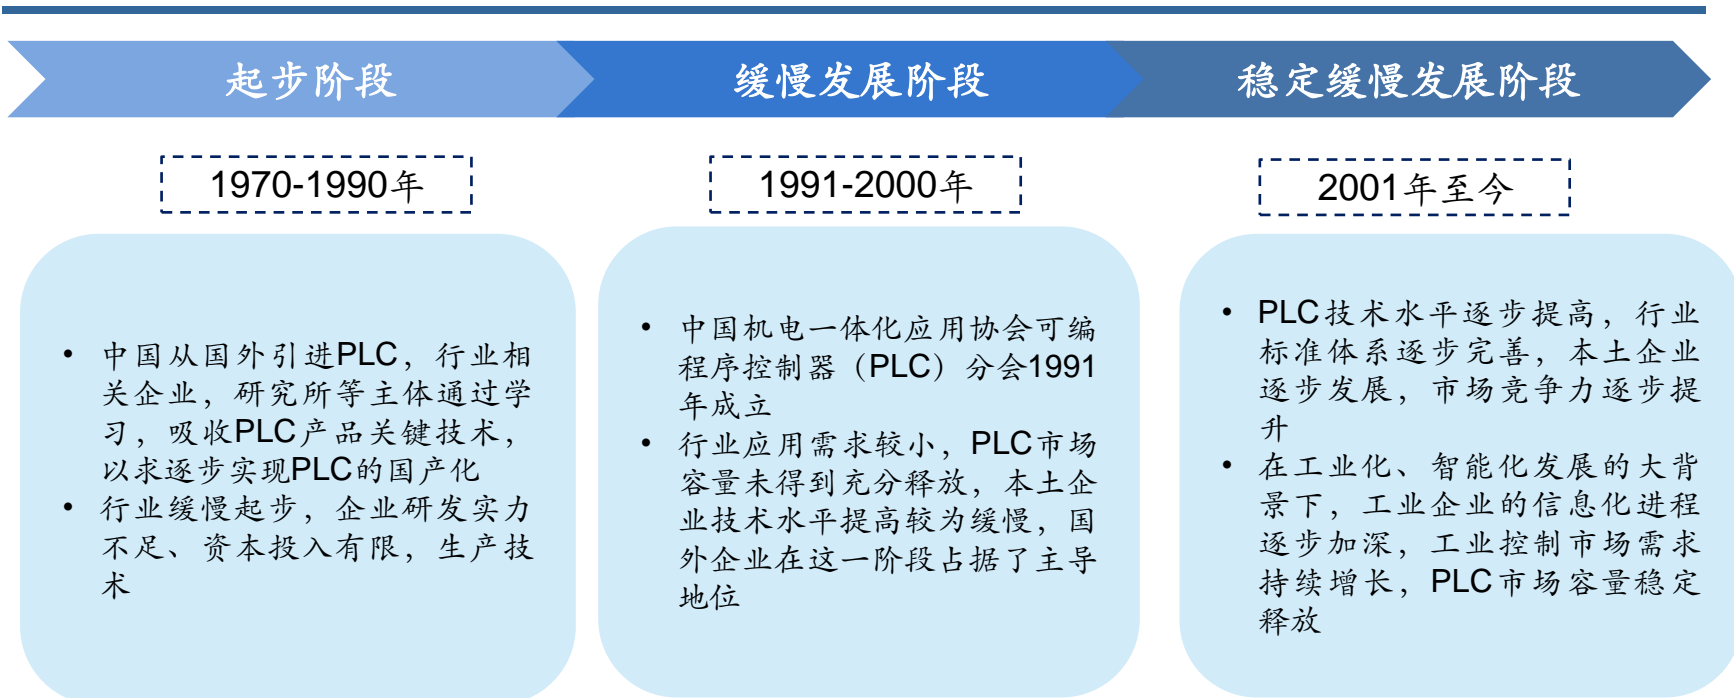 起步阶段
缓慢发展阶段
稳定缓慢发展阶段
1970-1990年
1991-2000年
2001年至今
• 中国从国外引进PLC，行业相
关企业，研究所等主体通过学
习，吸收PLC产品关键技术，
以求逐步实现PLC的国产化
• 行业缓慢起步，企业研发实力
不足、资本投入有限，生产技
术
• 中国机电一体化应用协会可编
程序控制器（PLC）分会1991
年成立
• 行业应用需求较小，PLC市场
容量未得到充分释放，本土企
业技术水平提高较为缓慢，国
外企业在这一阶段占据了主导
地位
• PLC技术水平逐步提高，行业
标准体系逐步完善，本土企业
逐步发展，市场竞争力逐步提
升
• 在工业化、智能化发展的大背
景下，工业企业的信息化进程
逐步加深，工业控制市场需求
持续增长，PLC市场容量稳定
释放